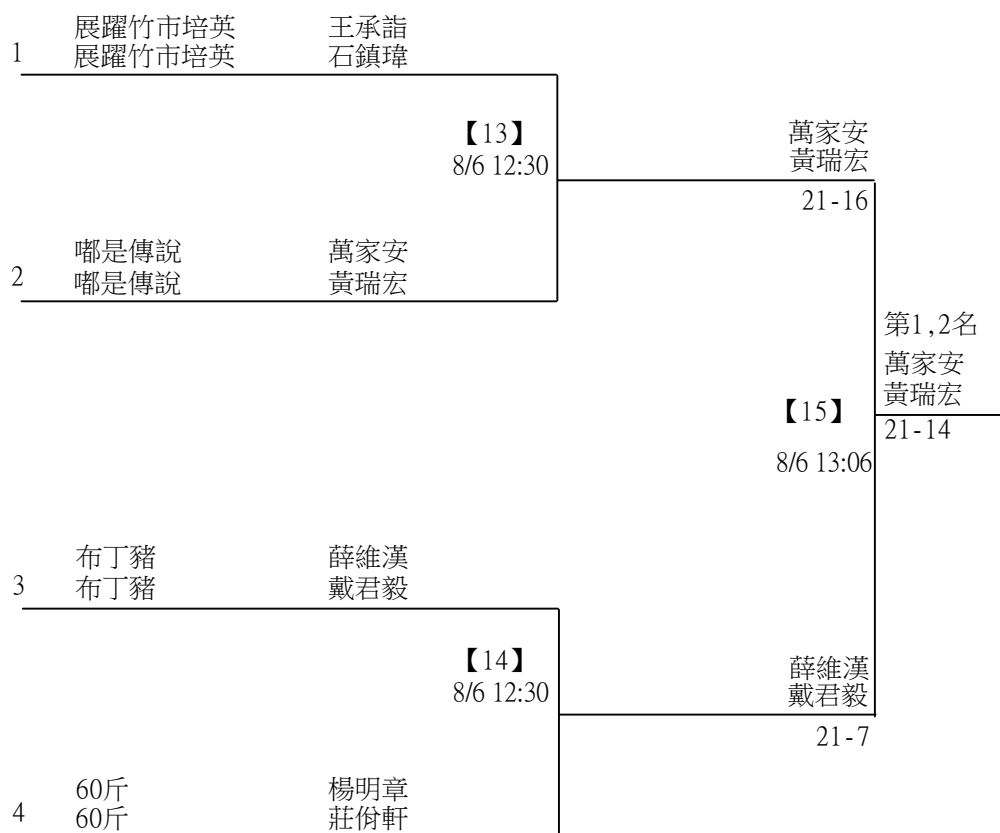 展躍竹市培英 王承詣
1 展躍竹市培英 石鎮瑋
【13】
8/6 12:30
萬家安
黃瑞宏
21-16
嘟是傳說 萬家安
2 嘟是傳說 黃瑞宏
第1,2名
萬家安
黃瑞宏
【15】
21-14
8/6 13:06
布丁豬 薛維漢
3 布丁豬 戴君毅
【14】
8/6 12:30
薛維漢
戴君毅
21-7
60斤 楊明章
4 60斤 莊佾軒